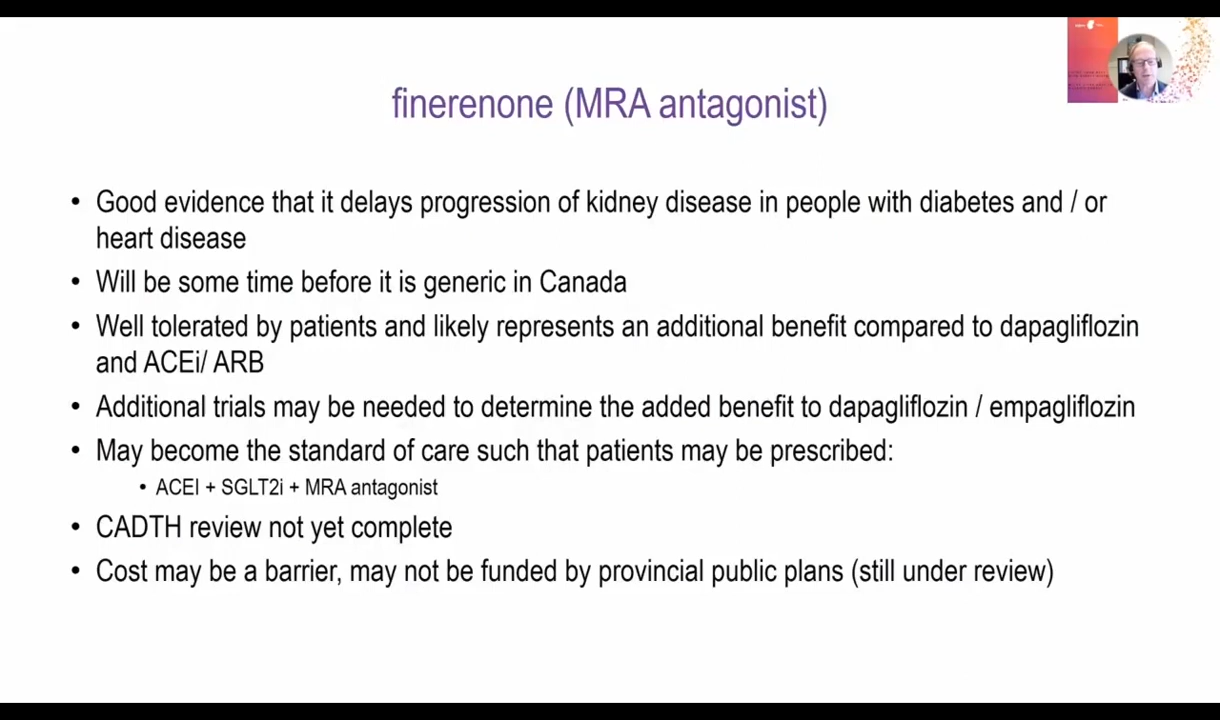 finerenone (MRA antagonist)
• Good evidence that it delays progression of kidney disease in people with diabetes and / or
heart disease
• Will be some time before it is generic in Canada
• Well tolerated by patients and likely represents an additional benefit compared to dapagliflozin
and ACEi/ ARB
• Additional trials may be needed to determine the added benefit to dapagliflozin / empagliflozin
• May become the standard of care such that patients may be prescribed:
• ACEI + SGLT2i + MRA antagonist
• CADTH review not yet complete
• Cost may be a barrier, may not be funded by provincial public plans (still under review)